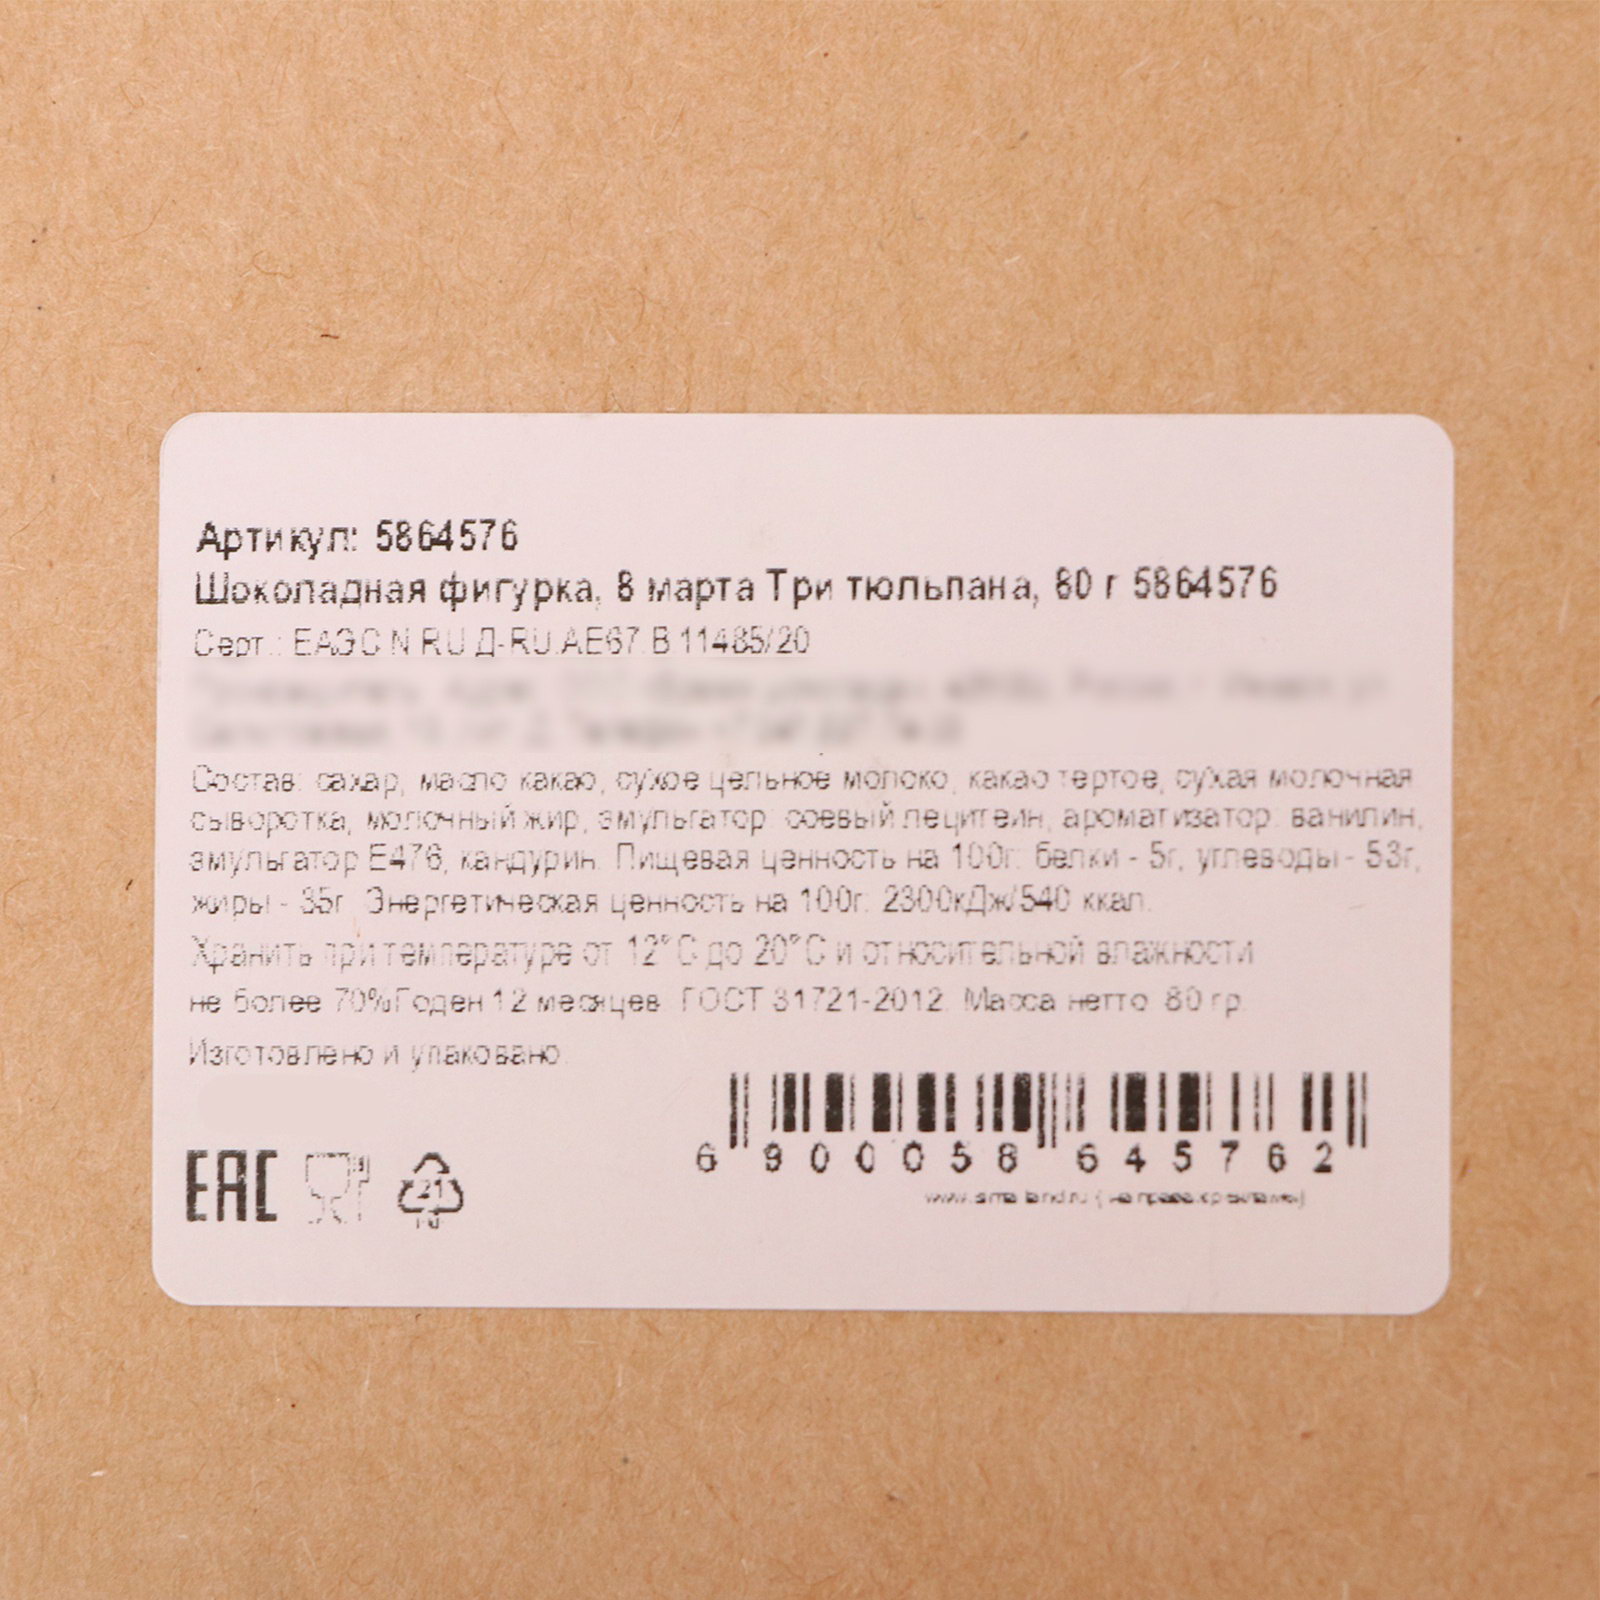 Артикул: 5864576
Шоколадная фигурка, 8 марта Три тюльпана, 80 г 5864576
Серт.: ЕАЭС N RU Д-RU.АЕ67.В.11485/20
Состав: сахар, масло какао, сухое цельное молоко, какао тертое, сухая молочная
сыворотка, молочный жир, эмульгатор: соевый лецитеин, ароматизатор: ванилин,
эмульгатор Е476, кандурин. Пищевая ценность на 100г: белки - 5г, углеводы - 53г,
жиры - 35г. Энергетическая ценность на 100г: 2300кДж/540 ккал.
Хранить при температуре от 12°С до 20°С и относительной влажности
не более 70%Годен 12 месяцев. ГОСТ 31721-2012. Масса нетто: 80 гр.
Изготовлено и упаковано:
6 900058 645762
ЕАС
21